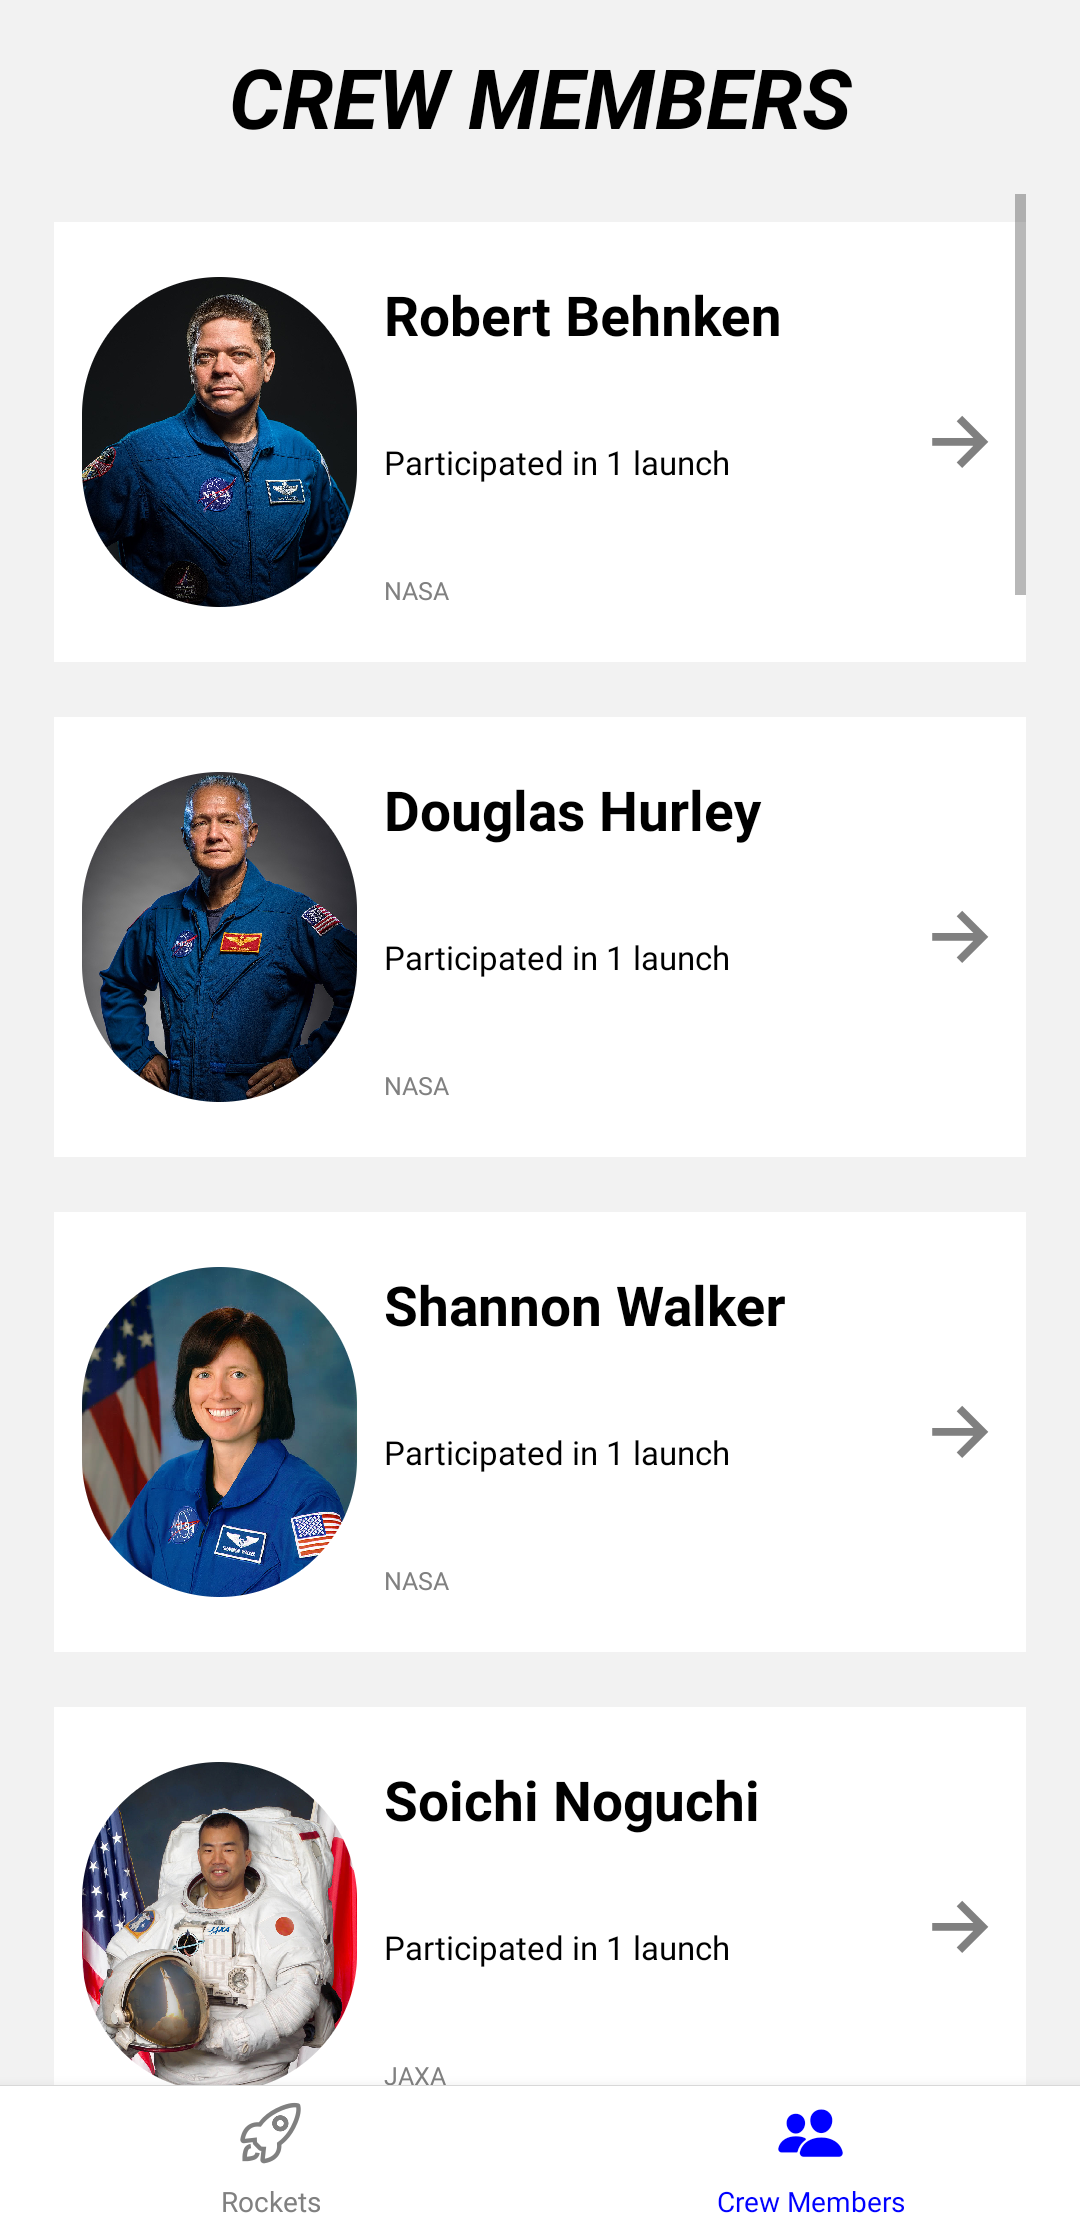 CREW MEMBERS
Robert Behnken
Participated in 1 launch
NASA
Douglas Hurley
Participated in 1 launch
NASA
Shannon Walker
Participated in 1 launch
NASA
Soichi Noguchi
Participated in 1 launch
JAXA
Rockets
Crew Members